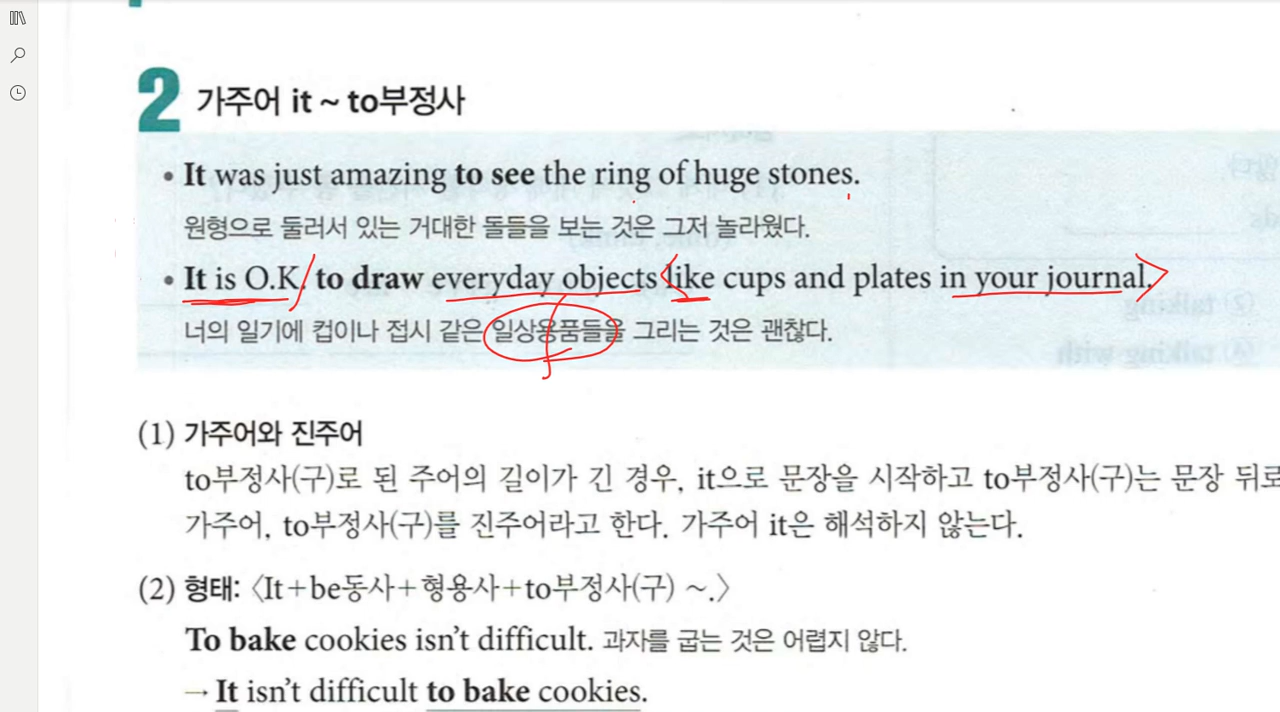 2 가주어 it ~ to부정사
• It was just amazing to see the ring of huge stones.
원형으로 둘러서 있는 거대한 돌들을 보는 것은 그저 놀라웠다.
• It is O.K. to draw everyday objects like cups and plates in your journal.
너의 일기에 컵이나 접시 같은 일상용품들을 그리는 것은 괜찮다.
(1) 가주어와 진주어
to부정사(구)로 된 주어의 길이가 긴 경우, it으로 문장을 시작하고 to부정사(구)는 문장 뒤로
가주어, to부정사(구)를 진주어라고 한다. 가주어 it은 해석하지 않는다.
(2) 형태: 〈It+be동사+형용사+to부정사(구) ~.〉
To bake cookies isn't difficult. 과자를 굽는 것은 어렵지 않다.
→ It isn't difficult to bake cookies.